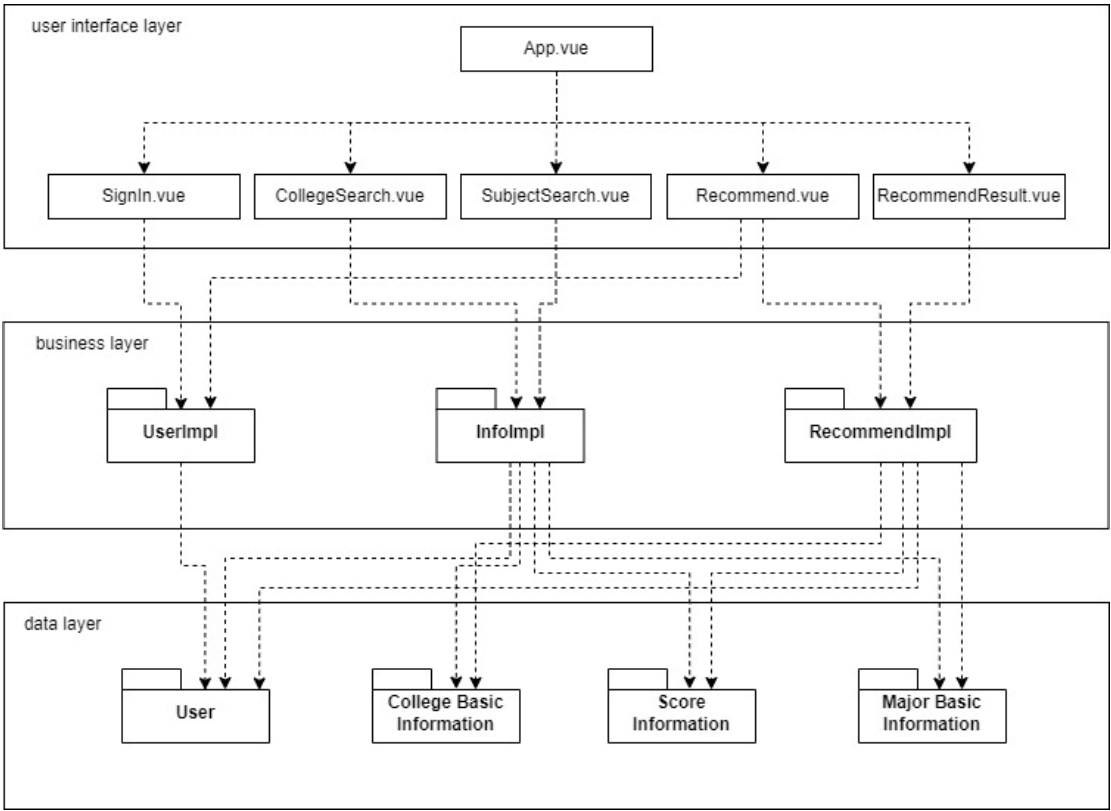 user interface layer
App.vue
SignIn.vue
CollegeSearch.vue
SubjectSearch.vue
Recommend.vue
RecommendResult.vue
business layer
UserImpl
InfoImpl
RecommendImpl
data layer
User
College Basic
Information
Score
Information
Major Basic
Information